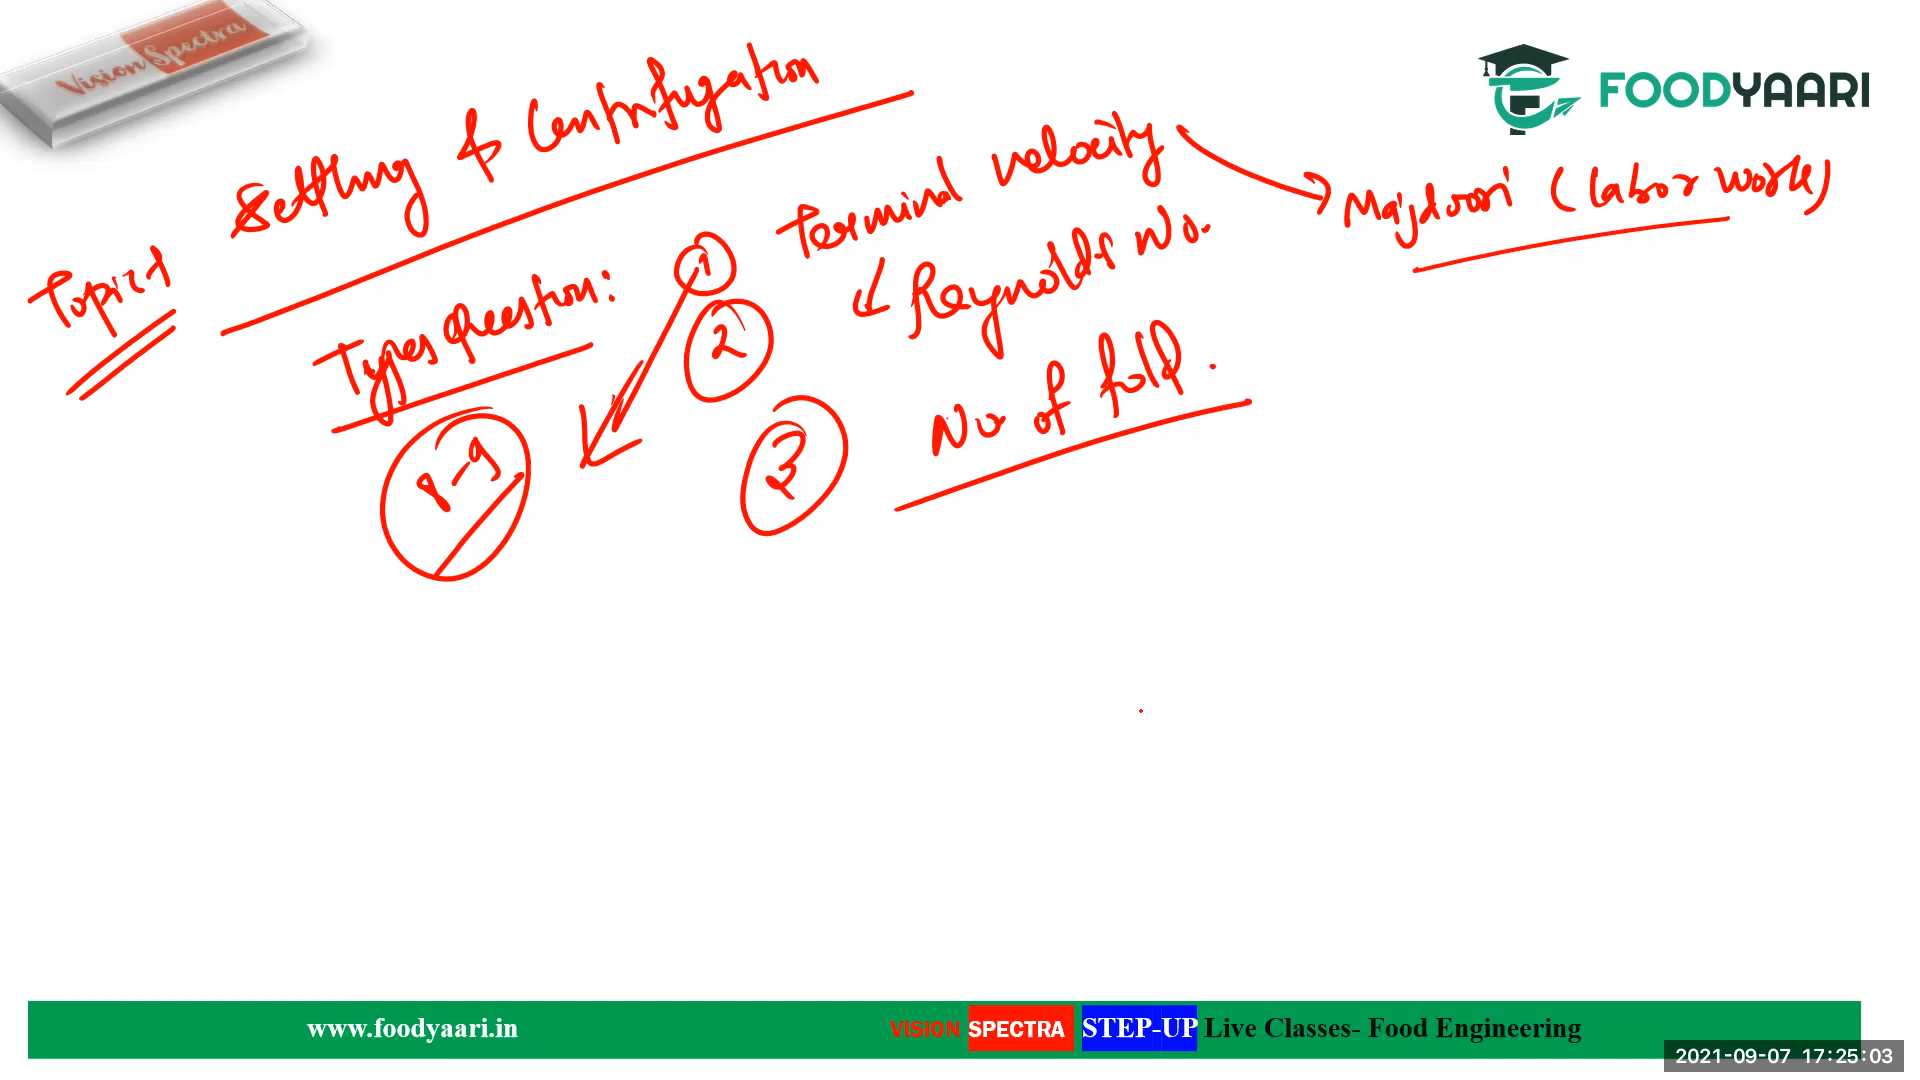 Vision Spectra
FOODYAARI
Settling & Centrifugation
Topics
Types question:
1 Terminal velocity
Majdoori (labor work)
2 Reynolds No.
3 No of fold.
8-9
www.foodyaari.in
VISION SPECTRA STEP-UP Live Classes- Food Engineering
2021-09-07 17:25:03